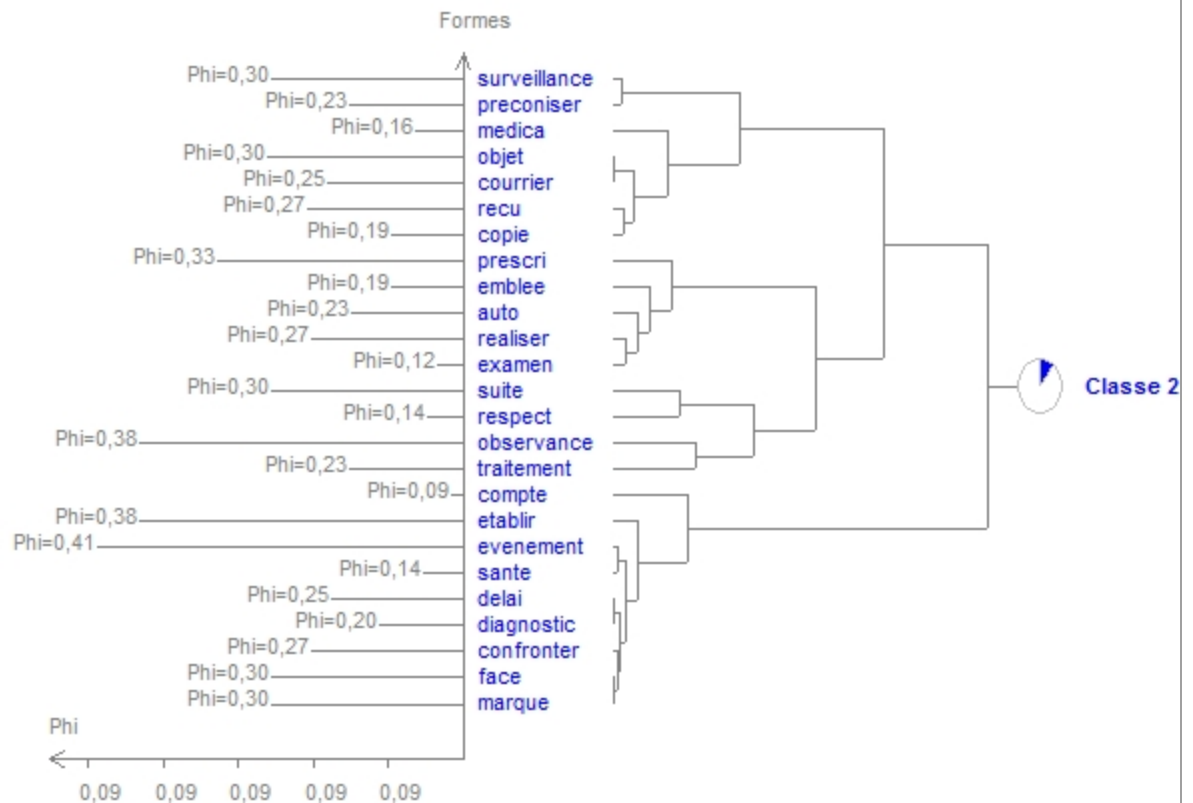 Formes
Phi=0,30 surveillance
Phi=0,23 preconiser
Phi=0,16 medica
Phi=0,30 objet
Phi=0,25 courrier
Phi=0,27 recu
Phi=0,19 copie
Phi=0,33 prescri
Phi=0,19 emblee
Phi=0,23 auto
Phi=0,27 realiser
Phi=0,12 examen
Phi=0,30 suite
Classe 2
Phi=0,14 respect
Phi=0,38 observance
Phi=0,23 traitement
Phi=0,09 compte
Phi=0,38 etablir
Phi=0,41 evenement
Phi=0,14 sante
Phi=0,25 delai
Phi=0,20 diagnostic
Phi=0,27 confronter
Phi=0,30 face
Phi=0,30 marque
Phi
0,09 0,09 0,09 0,09 0,09